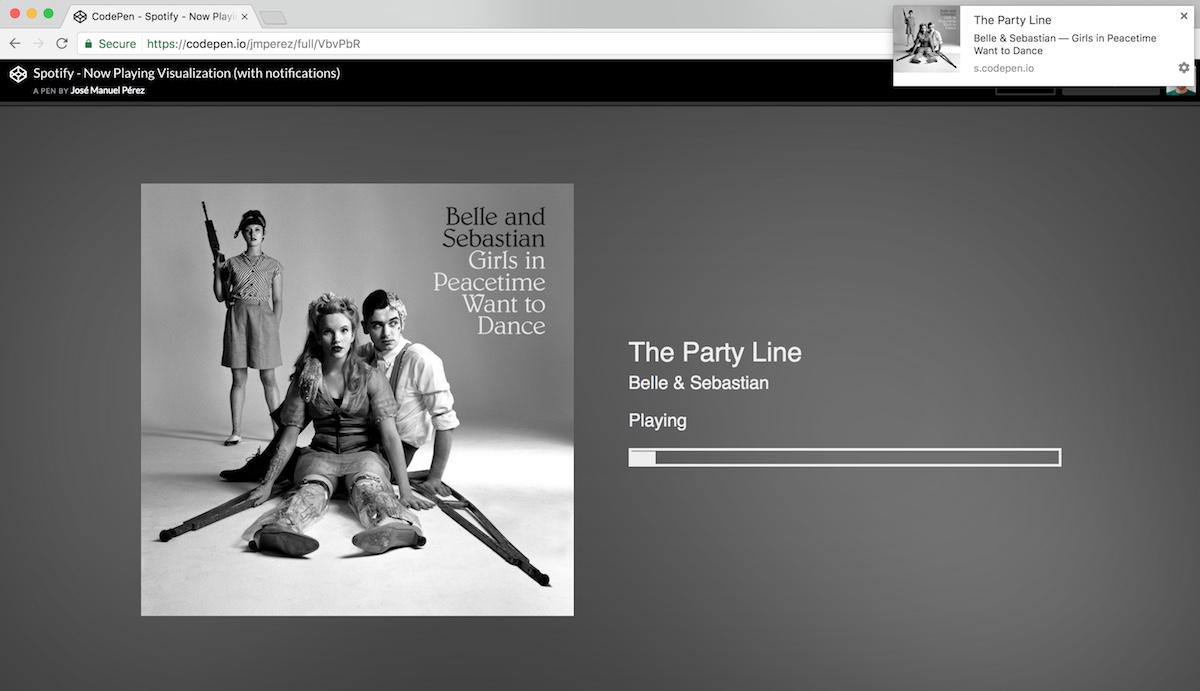 CodePen - Spotify - Now Playi
Secure https://codepen.io/jmperez/full/VbvPbR
The Party Line
Belle & Sebastian — Girls in Peacetime
Want to Dance
s.codepen.io
Spotify - Now Playing Visualization (with notifications)
A PEN BY José Manuel Pérez
Belle and
Sebastian
Girls in
Peacetime
Want to
Dance
The Party Line
Belle & Sebastian
Playing